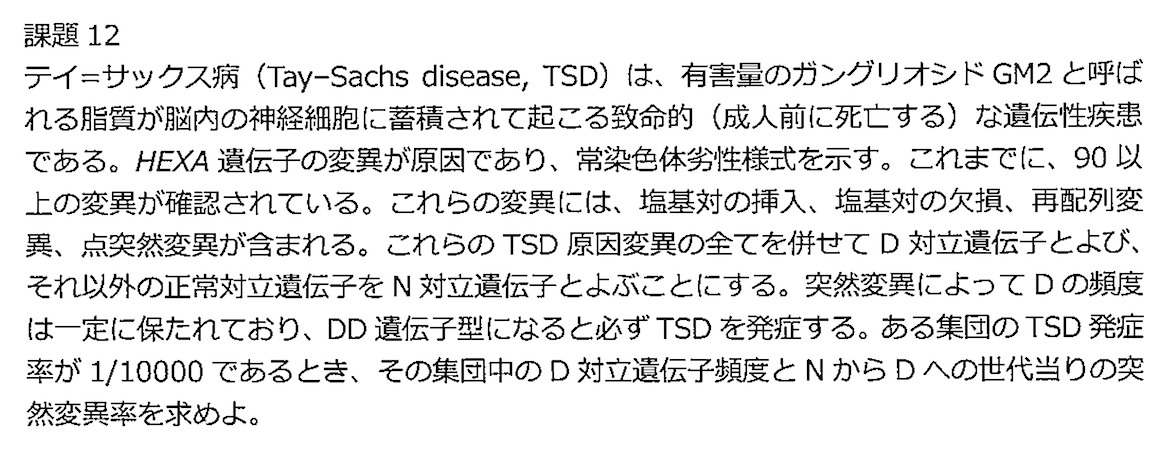 課題 12
テイ=サックス病（Tay–Sachs disease, TSD）は、有害量のガングリオシド GM2 と呼ば
れる脂質が脳内の神経細胞に蓄積されて起こる致命的（成人前に死亡する）な遺伝性疾患
である。HEXA 遺伝子の変異が原因であり、常染色体劣性様式を示す。これまでに、90 以
上の変異が確認されている。これらの変異には、塩基対の挿入、塩基対の欠損、再配列変
異、点突然変異が含まれる。これらの TSD 原因変異の全てを併せて D 対立遺伝子とよび、
それ以外の正常対立遺伝子を N 対立遺伝子とよぶことにする。突然変異によって D の頻度
は一定に保たれており、DD 遺伝子型になると必ず TSD を発症する。ある集団の TSD 発症
率が 1/10000 であるとき、その集団中の D 対立遺伝子頻度と N から D への世代当りの突
然変異率を求めよ。